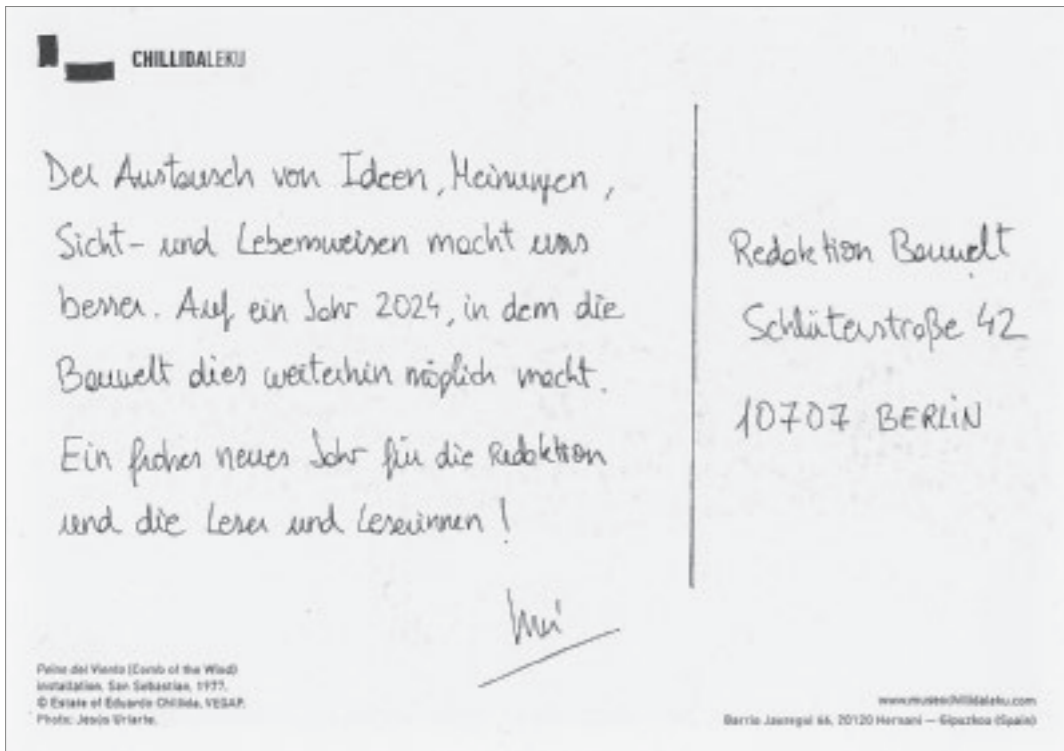 CHILLIDALEKU
Der Austausch von Ideen, Meinungen,
Sicht- und Lebensweisen macht uns
besser. Auf ein Jahr 2024, in dem die
Bauwelt dies weiterhin möglich macht.
Ein frohes neues Jahr für die Redaktion
und die Leser und Leserinnen!
Redaktion Bauwelt
Schlüterstraße 42
10707 BERLIN
Peine del Viento (Comb of the Wind)
installation, San Sebastian, 1977.
© Estate of Eduardo Chillida, VEGAP.
Photo: Jesús Uriarte.
www.museochillidaleku.com
Barrio Jauregui 66, 20120 Hernani — Gipuzkoa (Spain)